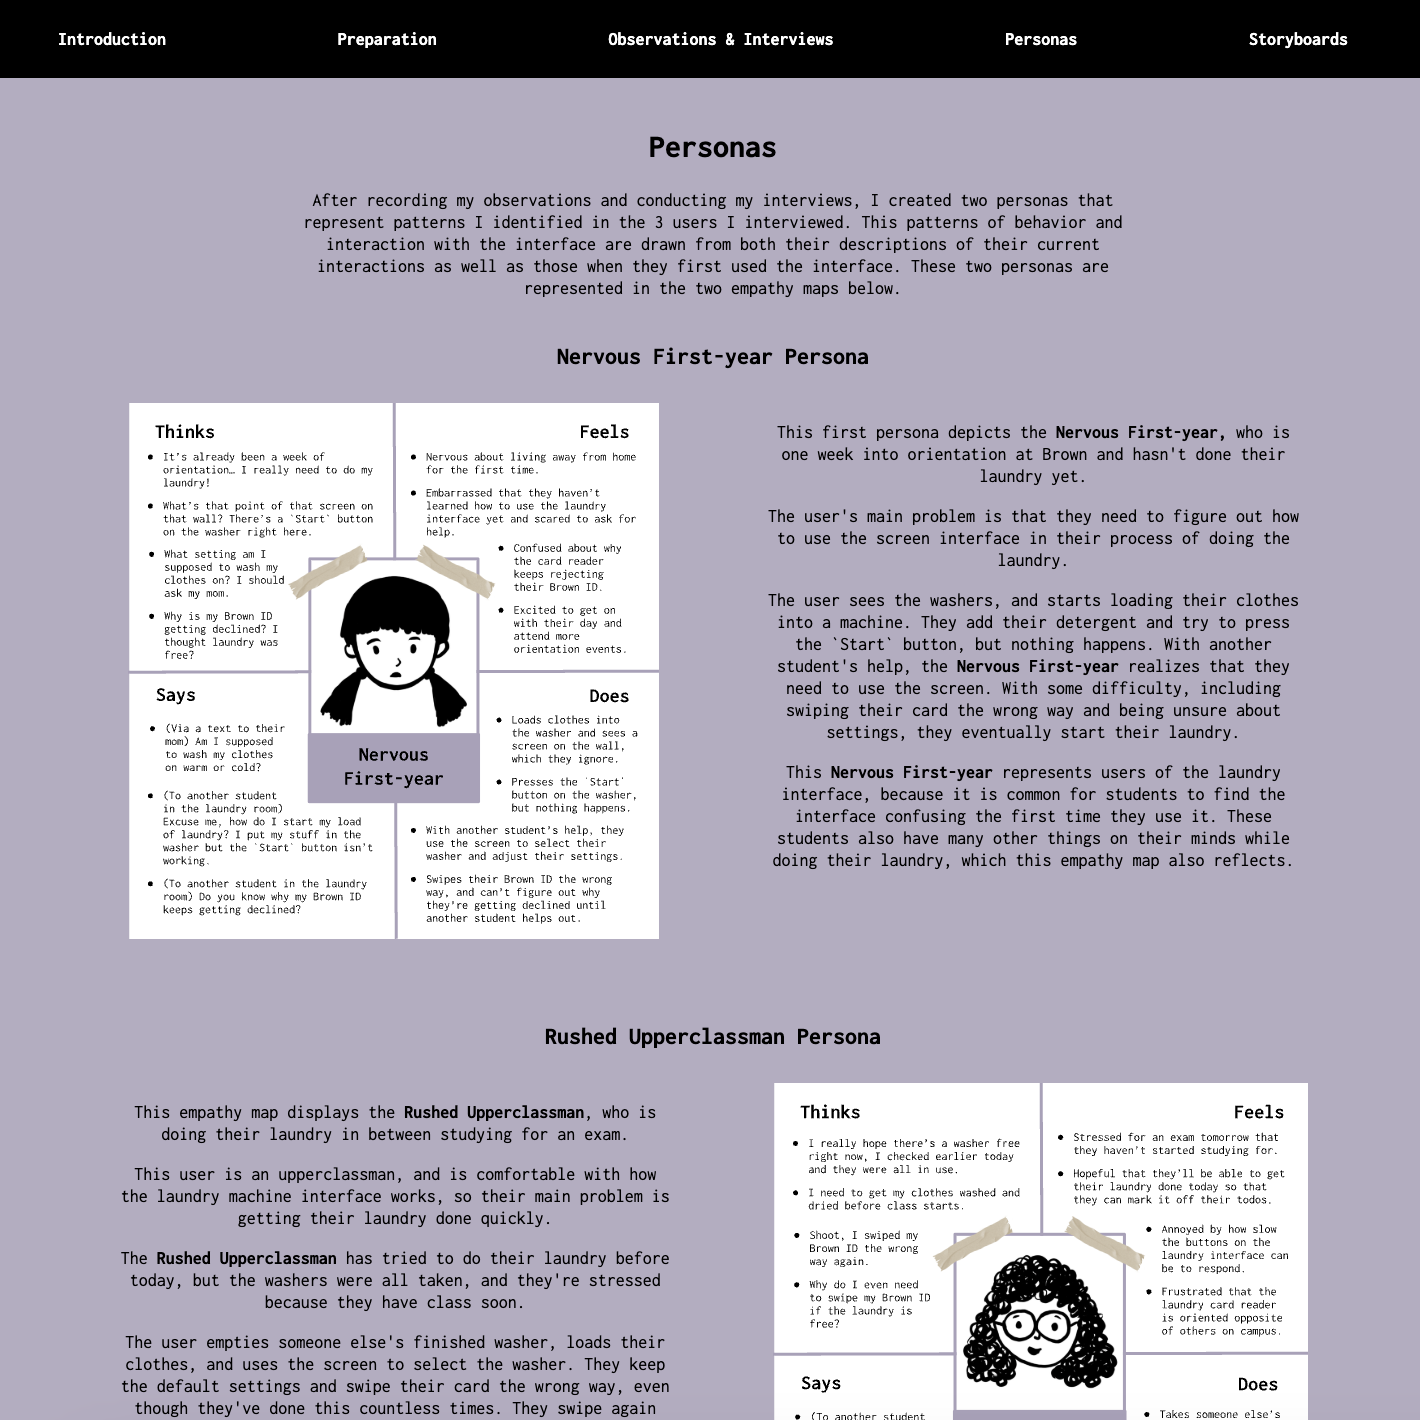 Introduction
Preparation
Observations & Interviews
Personas
Storyboards
Personas
After recording my observations and conducting my interviews, I created two personas that
represent patterns I identified in the 3 users I interviewed. This patterns of behavior and
interaction with the interface are drawn from both their descriptions of their current
interactions as well as those when they first used the interface. These two personas are
represented in the two empathy maps below.
Nervous First-year Persona
Thinks
It's already been a week of
orientation… I really need to do my
laundry!
What's that point of that screen on
that wall? There's a `Start` button
on the washer right here.
What setting am I
supposed to wash my
clothes on? I should
ask my mom.
Why is my Brown ID
getting declined? I
thought laundry was
free?
Feels
Nervous about living away from home
for the first time.
Embarrassed that they haven't
learned how to use the laundry
interface yet and scared to ask for
help.
Confused about why
the card reader
keeps rejecting
their Brown ID.
Excited to get on
with their day and
attend more
orientation events.
Nervous
First-year
Says
(Via a text to their
mom) Am I supposed
to wash my clothes
on warm or cold?
(To another student
in the laundry room)
Excuse me, how do I start my load
of laundry? I put my stuff in the
washer but the `Start` button isn't
working.
(To another student in the laundry
room) Do you know why my Brown ID
keeps getting declined?
Does
Loads clothes into
the washer and sees a
screen on the wall,
which they ignore.
Presses the `Start`
button on the washer,
but nothing happens.
With another student's help, they
use the screen to select their
washer and adjust their settings.
Swipes their Brown ID the wrong
way, and can't figure out why
they're getting declined until
another student helps out.
This first persona depicts the Nervous First-year, who is
one week into orientation at Brown and hasn't done their
laundry yet.
The user's main problem is that they need to figure out how
to use the screen interface in their process of doing the
laundry.
The user sees the washers, and starts loading their clothes
into a machine. They add their detergent and try to press
the `Start` button, but nothing happens. With another
student's help, the Nervous First-year realizes that they
need to use the screen. With some difficulty, including
swiping their card the wrong way and being unsure about
settings, they eventually start their laundry.
This Nervous First-year represents users of the laundry
interface, because it is common for students to find the
interface confusing the first time they use it. These
students also have many other things on their minds while
doing their laundry, which this empathy map also reflects.
Rushed Upperclassman Persona
This empathy map displays the Rushed Upperclassman, who is
doing their laundry in between studying for an exam.
This user is an upperclassman, and is comfortable with how
the laundry machine interface works, so their main problem is
getting their laundry done quickly.
The Rushed Upperclassman has tried to do their laundry before
today, but the washers were all taken, and they're stressed
because they have class soon.
The user empties someone else's finished washer, loads their
clothes, and uses the screen to select the washer. They keep
the default settings and swipe their card the wrong way, even
though they've done this countless times. They swipe again
Thinks
I really hope there's a washer free
right now, I checked earlier today
and they were all in use.
I need to get my clothes washed and
dried before class starts.
Shoot, I swiped my
Brown ID the wrong
way again.
Why do I even need
to swipe my Brown ID
if the laundry is
free?
Feels
Stressed for an exam tomorrow that
they haven't started studying for.
Hopeful that they'll be able to get
their laundry done today so that
they can mark it off their todos.
Annoyed by how slow
the buttons on the
laundry interface can
be to respond.
Frustrated that the
laundry card reader
is oriented opposite
of others on campus.
Says
(To another student
Does
Takes someone else's